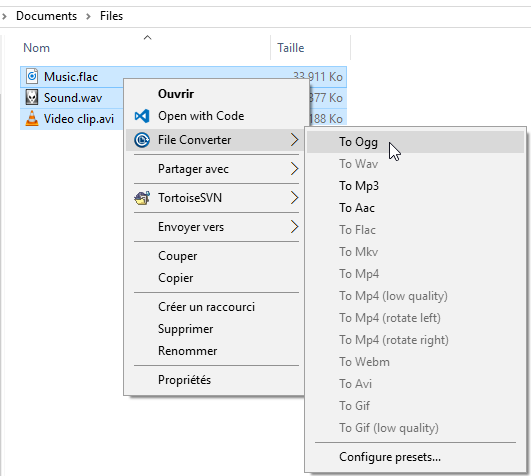 Documents > Files
Nom Taille
Music.flac 33 911 Ko
Sound.wav 377 Ko
Video clip.avi 188 Ko
Ouvrir
Open with Code
File Converter
Partager avec
TortoiseSVN
Envoyer vers
Couper
Copier
Créer un raccourci
Supprimer
Renommer
Propriétés
To Ogg
To Wav
To Mp3
To Aac
To Flac
To Mkv
To Mp4
To Mp4 (low quality)
To Mp4 (rotate left)
To Mp4 (rotate right)
To Webm
To Avi
To Gif
To Gif (low quality)
Configure presets...